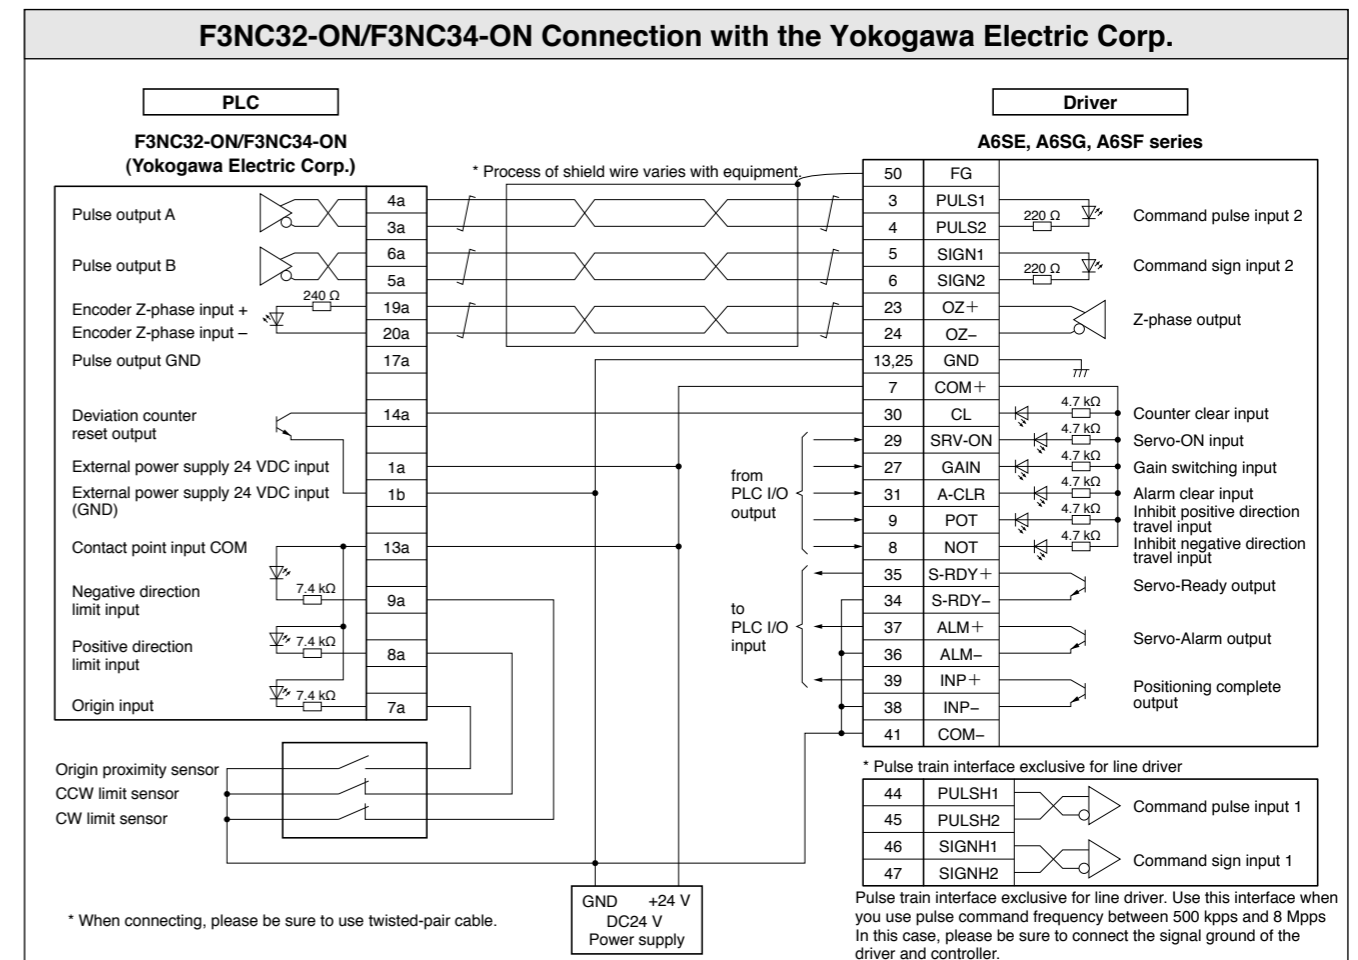 F3NC32-ON/F3NC34-ON Connection with the Yokogawa Electric Corp.
PLC
Driver
F3NC32-ON/F3NC34-ON
(Yokogawa Electric Corp.)
A6SE, A6SG, A6SF series
* Process of shield wire varies with equipment.
Pulse output A
4a
3a
Pulse output B
6a
5a
240 Ω
Encoder Z-phase input +
19a
Encoder Z-phase input –
20a
Pulse output GND
17a
Deviation counter
reset output
14a
External power supply 24 VDC input
1a
External power supply 24 VDC input
(GND)
1b
Contact point input COM
13a
Negative direction
limit input
7.4 kΩ
9a
Positive direction
limit input
7.4 kΩ
8a
Origin input
7.4 kΩ
7a
Origin proximity sensor
CCW limit sensor
CW limit sensor
50 FG
3 PULS1
4 PULS2
220 Ω
Command pulse input 2
5 SIGN1
6 SIGN2
220 Ω
Command sign input 2
23 OZ+
24 OZ–
Z-phase output
13,25 GND
7 COM+
30 CL 4.7 kΩ Counter clear input
29 SRV-ON 4.7 kΩ Servo-ON input
27 GAIN 4.7 kΩ Gain switching input
31 A-CLR 4.7 kΩ Alarm clear input
9 POT 4.7 kΩ Inhibit positive direction
travel input
8 NOT 4.7 kΩ Inhibit negative direction
travel input
from
PLC I/O
output
35 S-RDY+
34 S-RDY–
Servo-Ready output
37 ALM+
36 ALM–
Servo-Alarm output
39 INP+
38 INP–
Positioning complete
output
41 COM–
to
PLC I/O
input
* Pulse train interface exclusive for line driver
44 PULSH1
45 PULSH2
Command pulse input 1
46 SIGNH1
47 SIGNH2
Command sign input 1
GND +24 V
DC24 V
Power supply
* When connecting, please be sure to use twisted-pair cable.
Pulse train interface exclusive for line driver. Use this interface when
you use pulse command frequency between 500 kpps and 8 Mpps
In this case, please be sure to connect the signal ground of the
driver and controller.